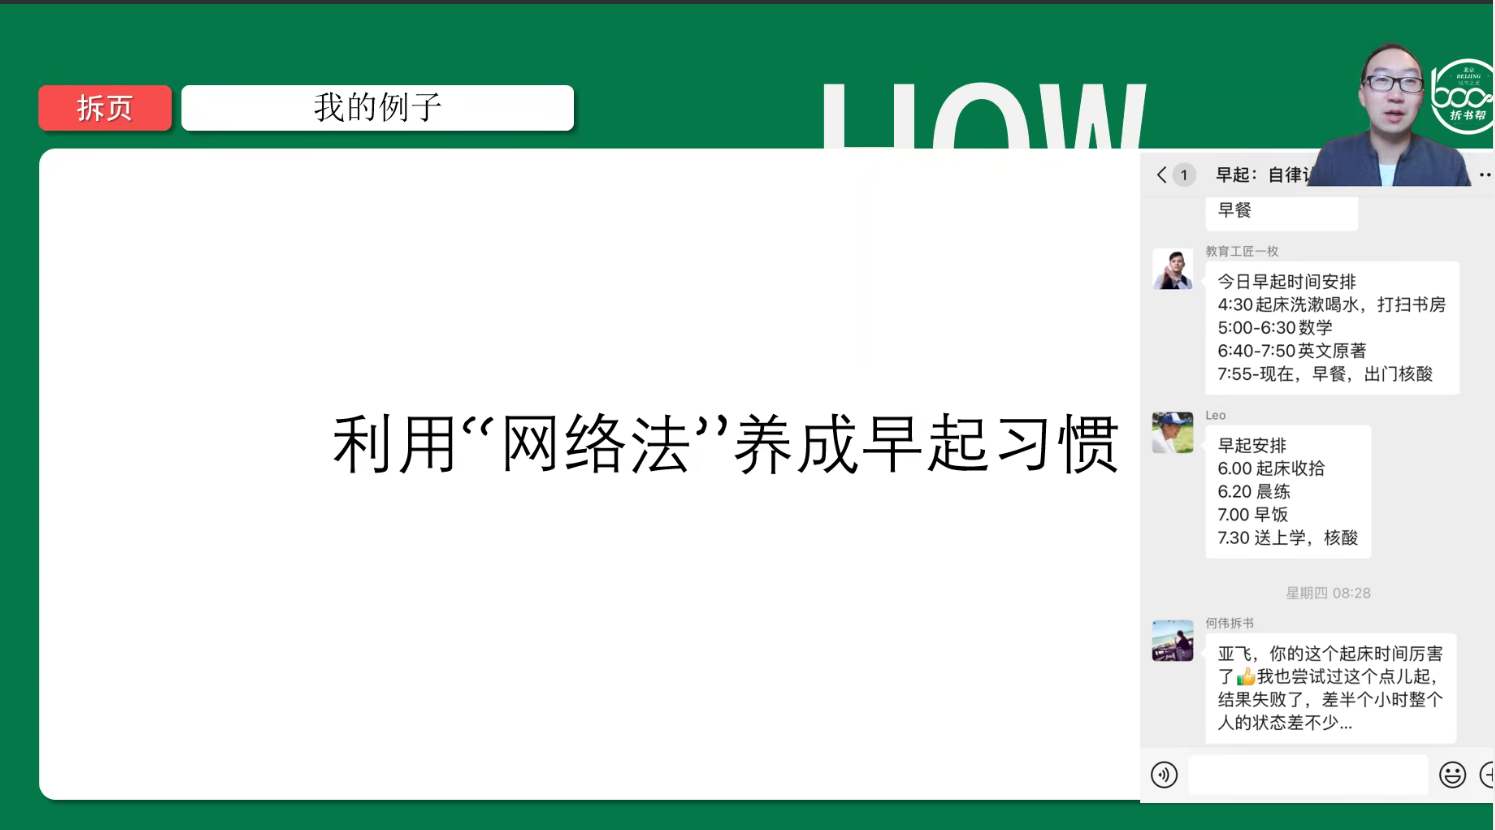 拆页
我的例子
HOW
北京
BEIJING
拆书帮
利用“网络法”养成早起习惯
1
早起：自律
早餐
教育工匠一枚
今日早起时间安排
4:30起床洗漱喝水，打扫书房
5:00-6:30数学
6:40-7:50英文原著
7:55-现在，早餐，出门核酸
Leo
早起安排
6.00 起床收拾
6.20 晨练
7.00 早饭
7.30 送上学，核酸
星期四 08:28
何伟拆书
亚飞，你的这个起床时间厉害
了👍我也尝试过这个点儿起，
结果失败了，差半个小时整个
人的状态差不少...